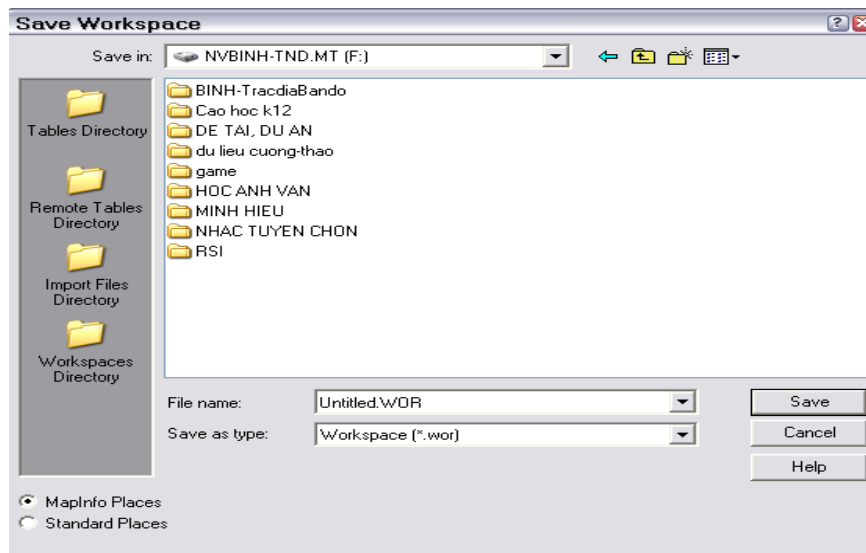 Save Workspace
Save in: NVBINH-TND.MT (F:)
Tables Directory
Remote Tables
Directory
Import Files
Directory
Workspaces
Directory
BINH-TracdiaBando
Cao hoc k12
DE TAI, DU AN
du lieu cuong-thao
game
HOC ANH VAN
MINH HIEU
NHAC TUYEN CHON
RSI
File name: Untitled.WOR Save
Save as type: Workspace (*.wor) Cancel
Help
MapInfo Places
Standard Places